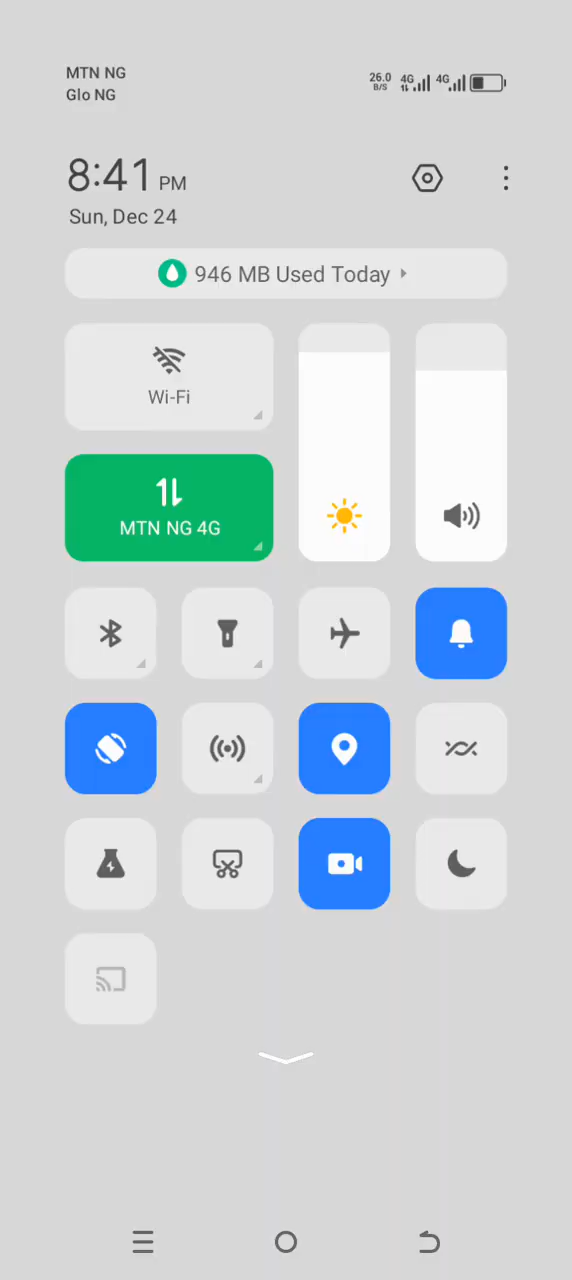 MTN NG
Glo NG
26.0
B/S
4G
4G
8:41 PM
Sun, Dec 24
946 MB Used Today
Wi-Fi
MTN NG 4G